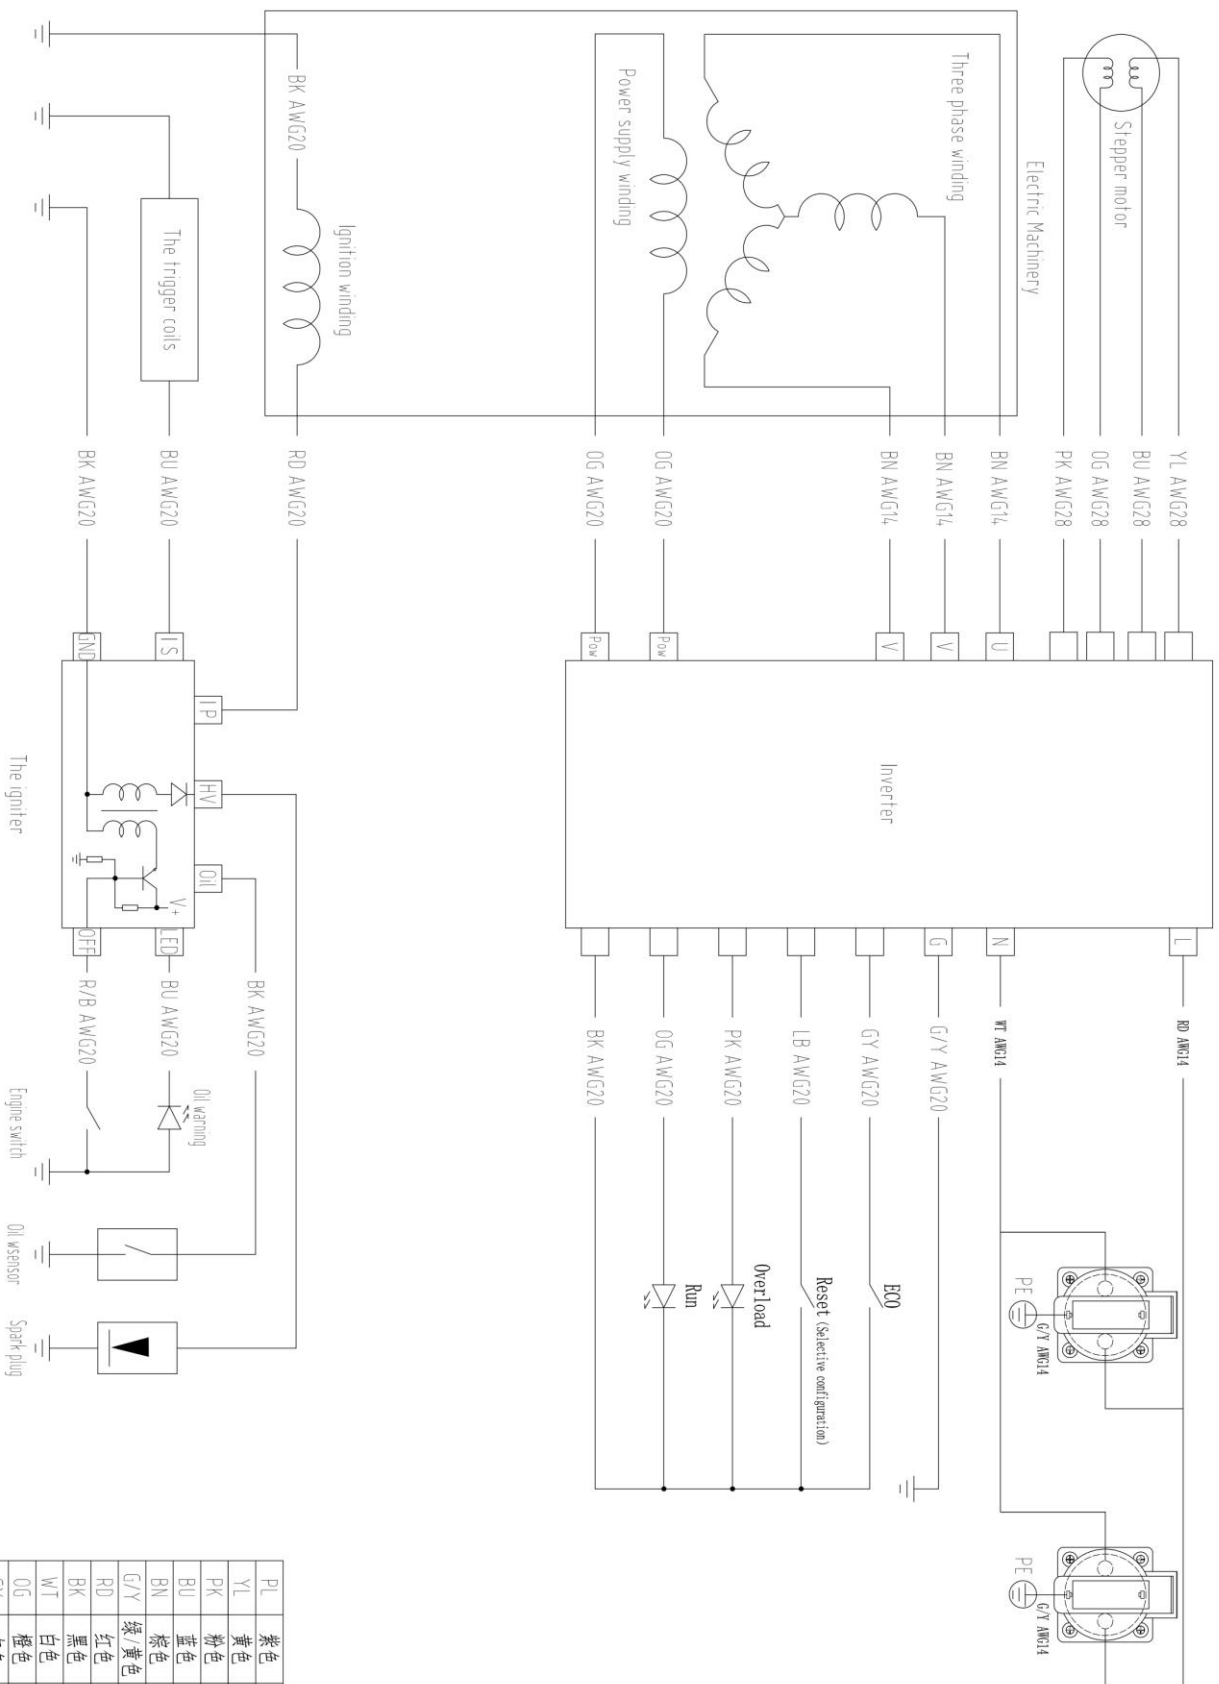 Stepper motor
Electric Machinery
Three phase winding
Power supply winding
Ignition winding
BK AWG20
The trigger coils
YL AWG28
BU AWG28
OG AWG28
PK AWG28
BN AWG14
BN AWG14
BN AWG14
OG AWG20
OG AWG20
RD AWG20
BU AWG20
BK AWG20
U
V
V
Pow
Pow
Inverter
L
N
G
RD AWG14
WT AWG14
G/Y AWG20
GY AWG20
LB AWG20
PK AWG20
OG AWG20
BK AWG20
ECO
Reset (Selective configuration)
Overload
Run
PE
G/Y AWG14
PE
G/Y AWG14
IS
GND
IP
HV
Oil
V+
LED
OFF
The igniter
BK AWG20
BU AWG20
R/B AWG20
Oil warning
Engine switch
Oil wsensor
Spark plug
PL 紫色
YL 黄色
PK 粉色
BU 蓝色
BN 棕色
G/Y 绿/黄色
RD 红色
BK 黑色
WT 白色
OG 橙色